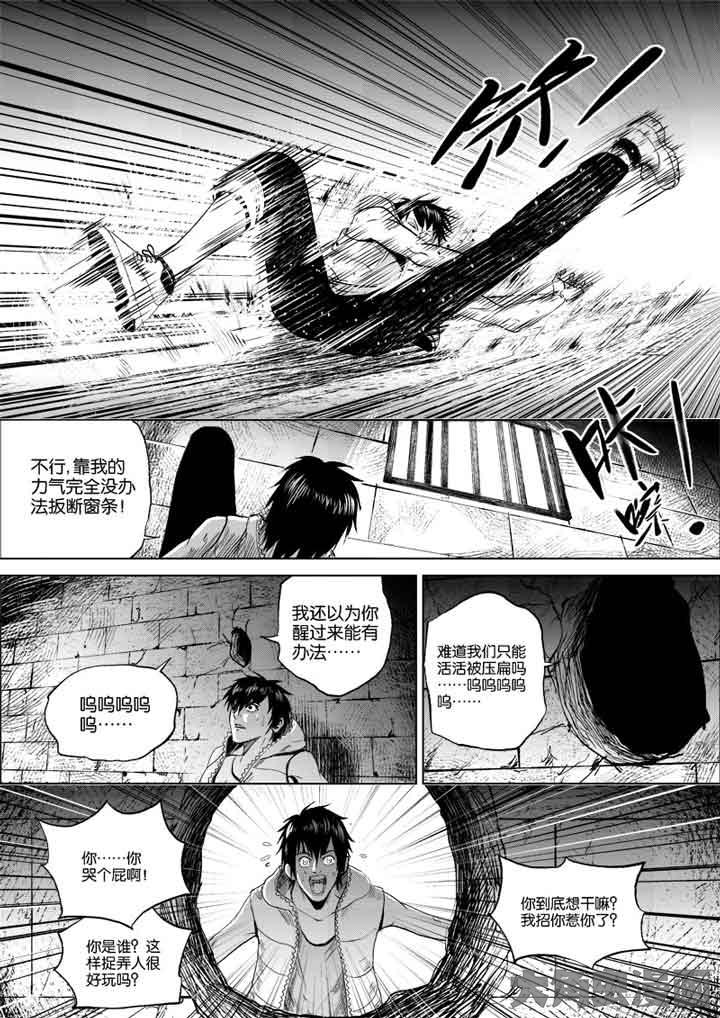 不行,靠我的
力气完全没办
法扳断窗条!
咔
嚓
我还以为你
醒过来能有
办法……
呜呜呜呜
呜……
难道我们只能
活活被压扁吗
……呜呜呜呜
呜……
你……你
哭个屁啊!
你是谁?这
样捉弄人很
好玩吗?
你到底想干嘛?
我招你惹你了?